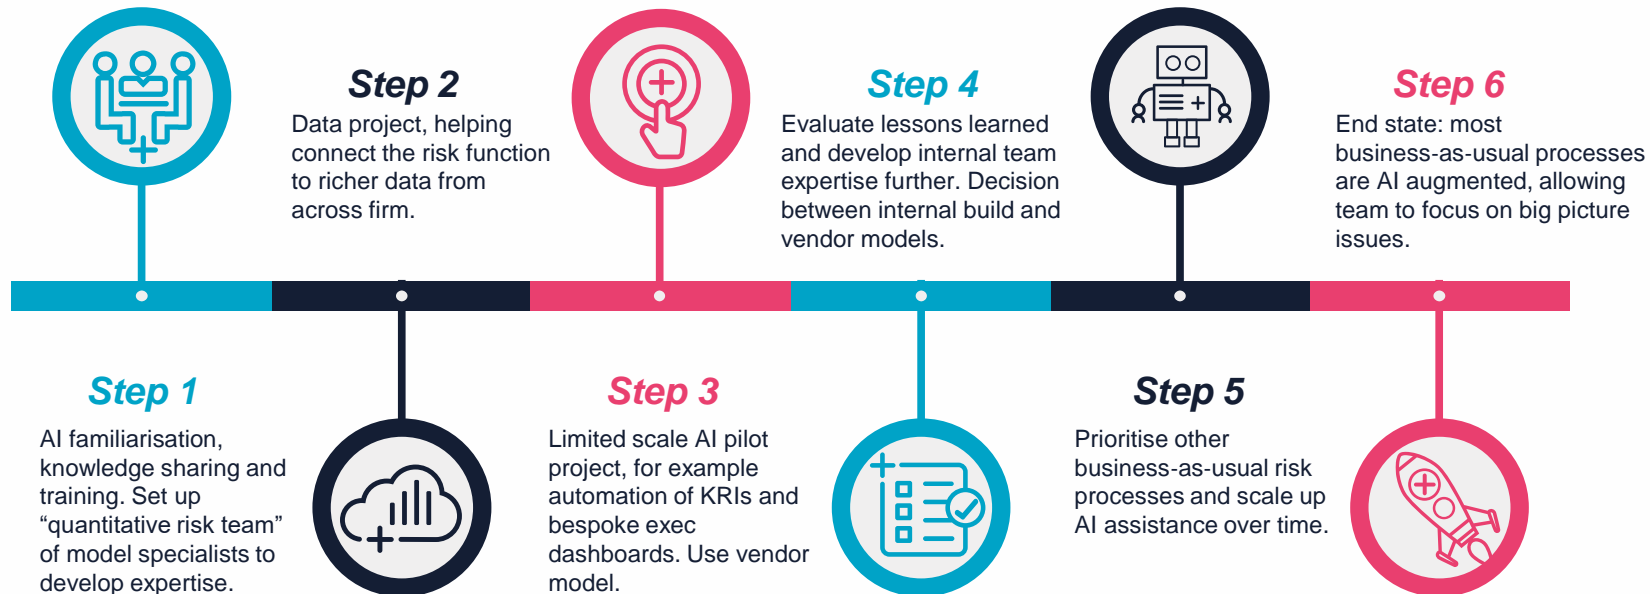 Step 1
AI familiarisation,
knowledge sharing and
training. Set up
“quantitative risk team”
of model specialists to
develop expertise.
Step 2
Data project, helping
connect the risk function
to richer data from
across firm.
Step 3
Limited scale AI pilot
project, for example
automation of KRIs and
bespoke exec
dashboards. Use vendor
model.
Step 4
Evaluate lessons learned
and develop internal team
expertise further. Decision
between internal build and
vendor models.
Step 5
Prioritise other
business-as-usual risk
processes and scale up
AI assistance over time.
Step 6
End state: most
business-as-usual processes
are AI augmented, allowing
team to focus on big picture
issues.